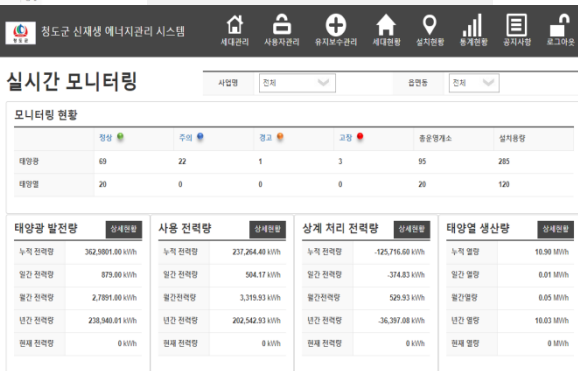 청도군 신재생 에너지관리 시스템
세대관리 사용자관리 유지보수관리 세대현황 설치현황 통계현황 공지사항 로그아웃
실시간 모니터링 사업명 전체 읍면동 전체
모니터링 현황
정상 주의 경고 고장 총운영개소 설치용량
태양광 69 22 1 3 95 285
태양열 20 0 0 0 20 120
태양광 발전량 상세현황 사용 전력량 상세현황 상계 처리 전력량 상세현황 태양열 생산량 상세현황
누적 전력량 362,9801.00 kWh 누적 전력량 237,264.40 kWh 누적 전력량 -125,716.60 kWh 누적 열량 10.90 MWh
일간 전력량 879.00 kWh 일간 전력량 504.17 kWh 일간 전력량 -374.83 kWh 일간 열량 0.01 MWh
월간 전력량 2,7891.00 kWh 월간전력량 3,319.93 kWh 월간전력량 529.93 kWh 월간열량 0.05 MWh
년간 전력량 238,940.01 kWh 년간 전력량 202,542.93 kWh 년간 전력량 -36,397.08 kWh 년간 열량 10.03 MWh
현재 전력량 0 kWh 현재 전력량 0 kWh 현재 전력량 0 kWh 현재 열량 0 MWh